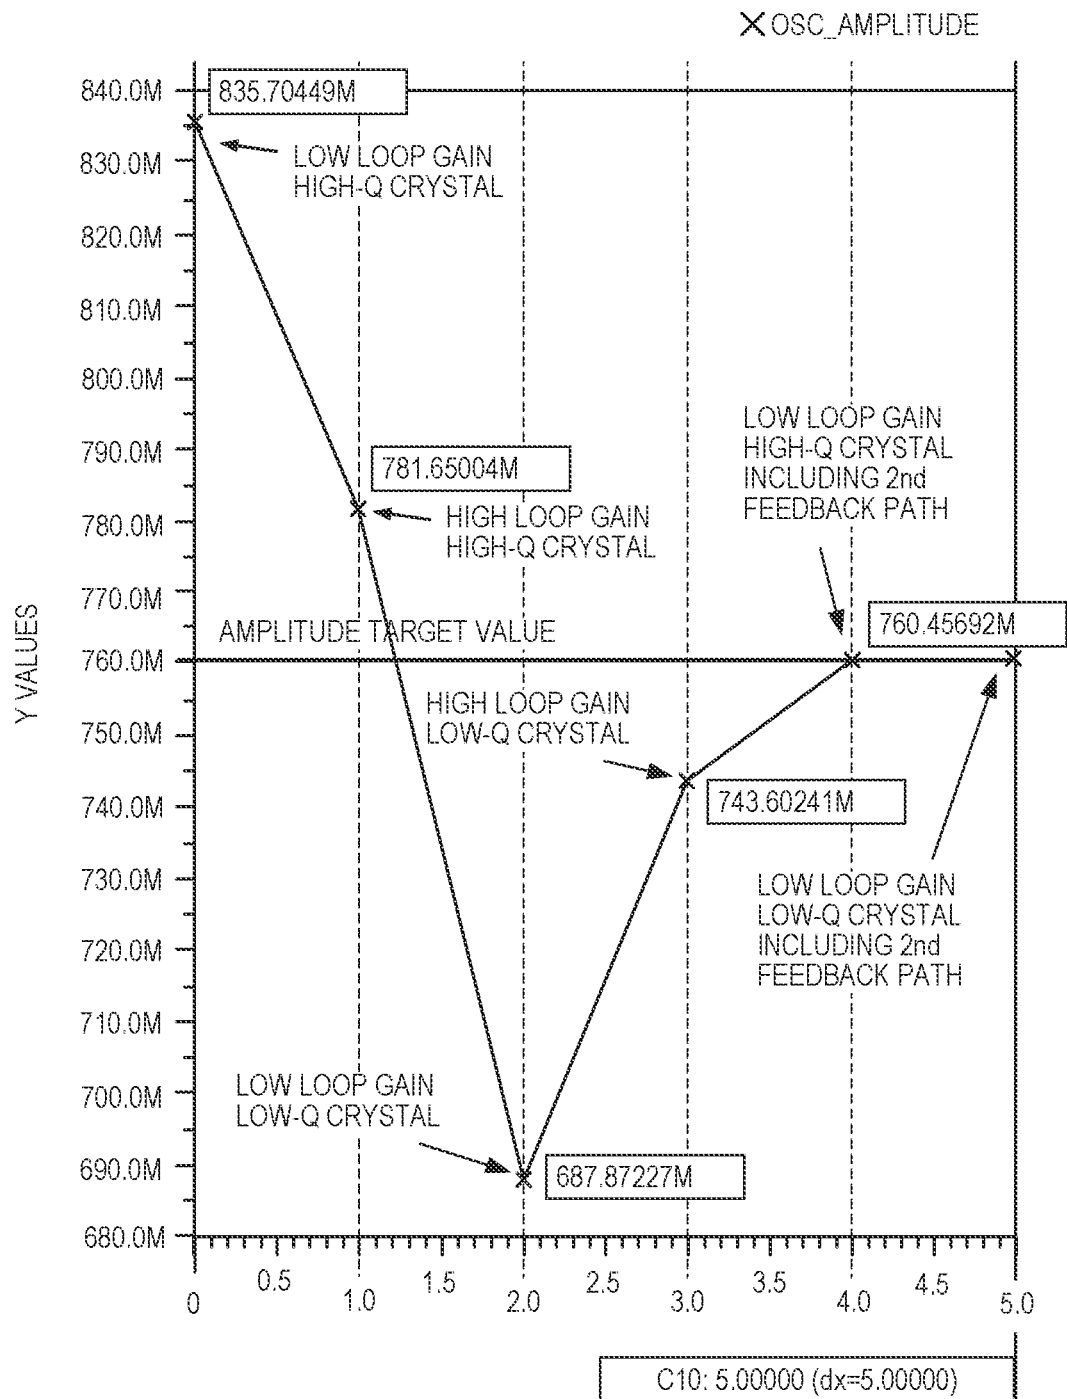 OSC_AMPLITUDE
840.0M
835.70449M
830.0M
LOW LOOP GAIN
HIGH-Q CRYSTAL
820.0M
810.0M
800.0M
790.0M
781.65004M
780.0M
HIGH LOOP GAIN
HIGH-Q CRYSTAL
LOW LOOP GAIN
HIGH-Q CRYSTAL
INCLUDING 2nd
FEEDBACK PATH
770.0M
Y VALUES
AMPLITUDE TARGET VALUE
760.45692M
760.0M
HIGH LOOP GAIN
LOW-Q CRYSTAL
750.0M
740.0M
743.60241M
730.0M
LOW LOOP GAIN
LOW-Q CRYSTAL
INCLUDING 2nd
FEEDBACK PATH
720.0M
710.0M
700.0M
LOW LOOP GAIN
LOW-Q CRYSTAL
690.0M
687.87227M
680.0M
0 0.5 1.0 1.5 2.0 2.5 3.0 3.5 4.0 4.5 5.0
C10: 5.00000 (dx=5.00000)